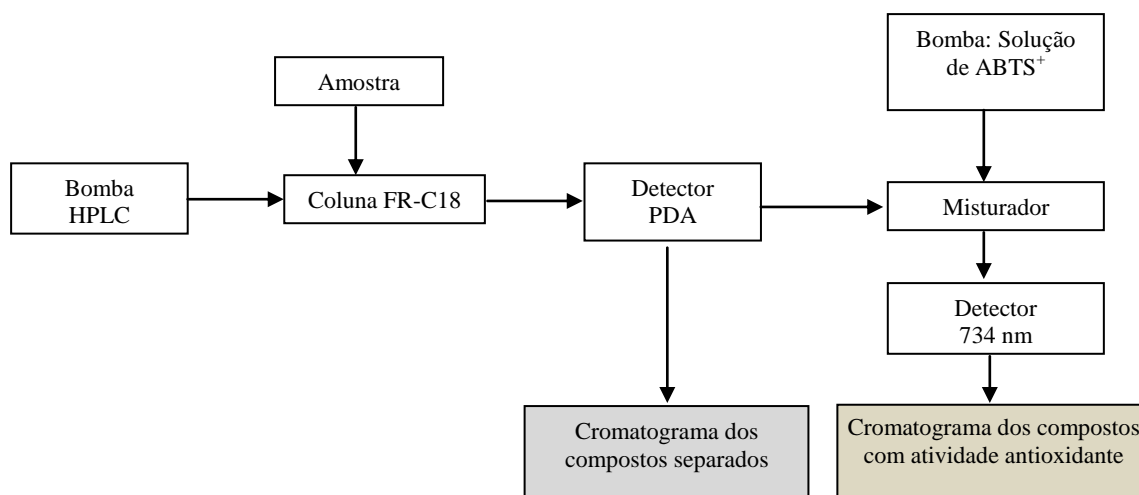 Bomba: Solução
de ABTS⁺
Amostra
Bomba
HPLC
Coluna FR-C18
Detector
PDA
Misturador
Detector
734 nm
Cromatograma dos
compostos separados
Cromatograma dos compostos
com atividade antioxidante